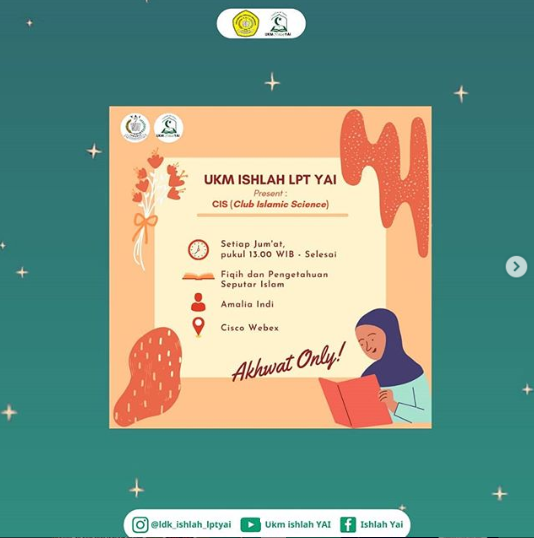 UKM ISHLAH LPT YAI
Present :
CIS (Club Islamic Science)
Setiap Jum'at,
pukul 13.00 WIB - Selesai
Fiqih dan Pengetahuan
Seputar Islam
Amalia Indi
Cisco Webex
Akhwat Only!
@ldk_ishlah_lptyai Ukm ishlah YAI Ishlah Yai